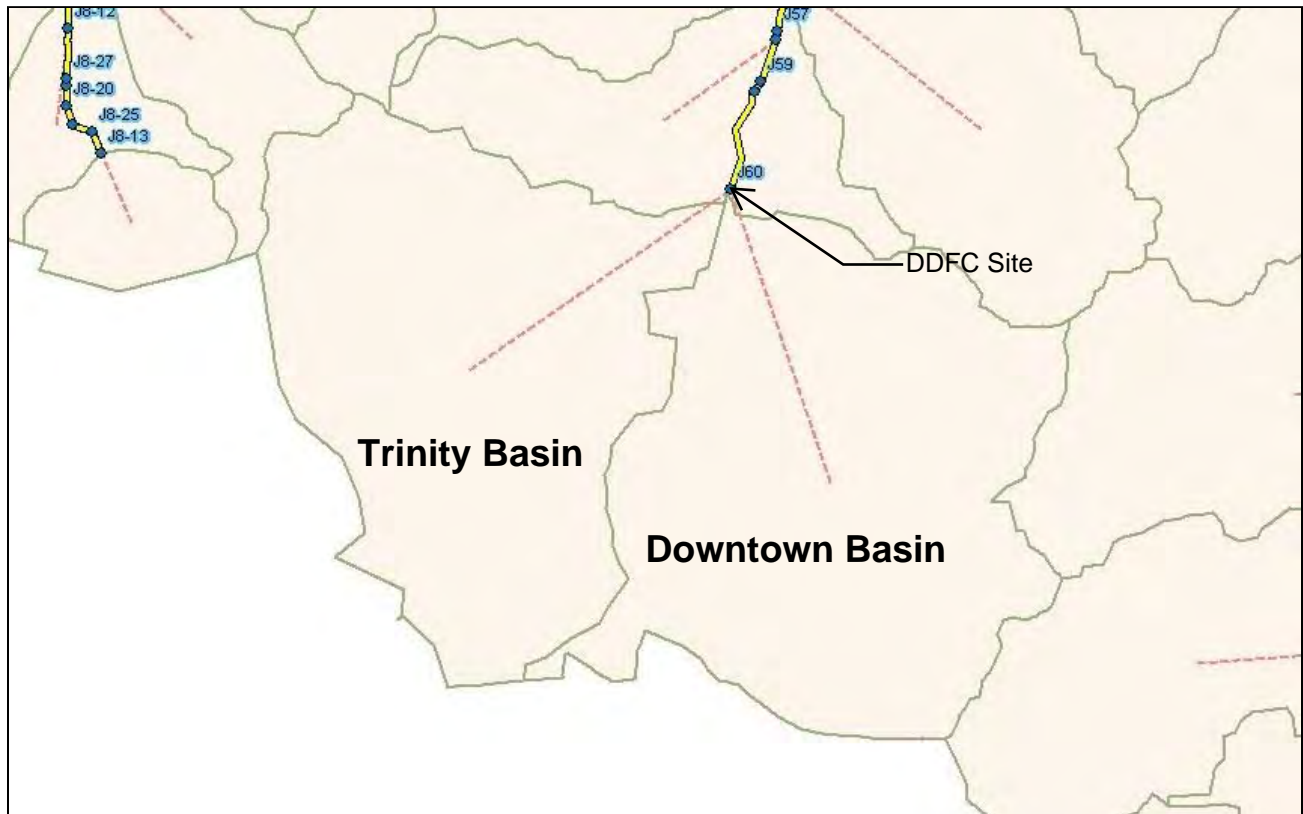 J8-12
J57
J8-27
J59
J8-20
J8-25
J8-13
J60
DDFC Site
Trinity Basin
Downtown Basin